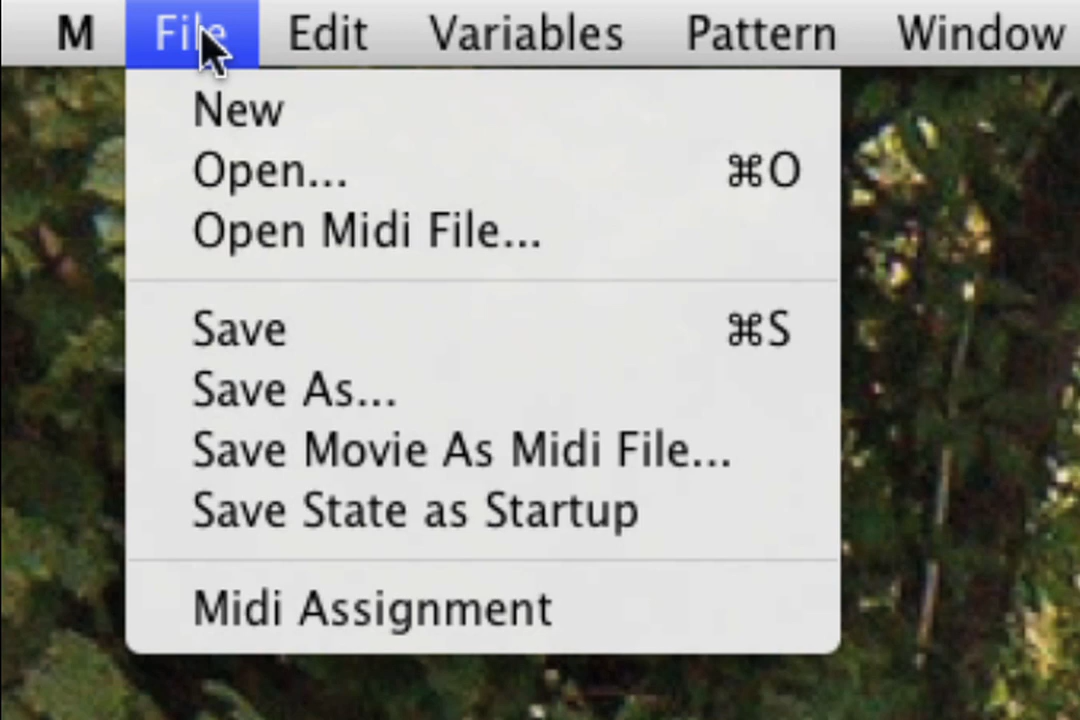 M File Edit Variables Pattern Window
New
Open... ⌘O
Open Midi File...
Save ⌘S
Save As...
Save Movie As Midi File...
Save State as Startup
Midi Assignment